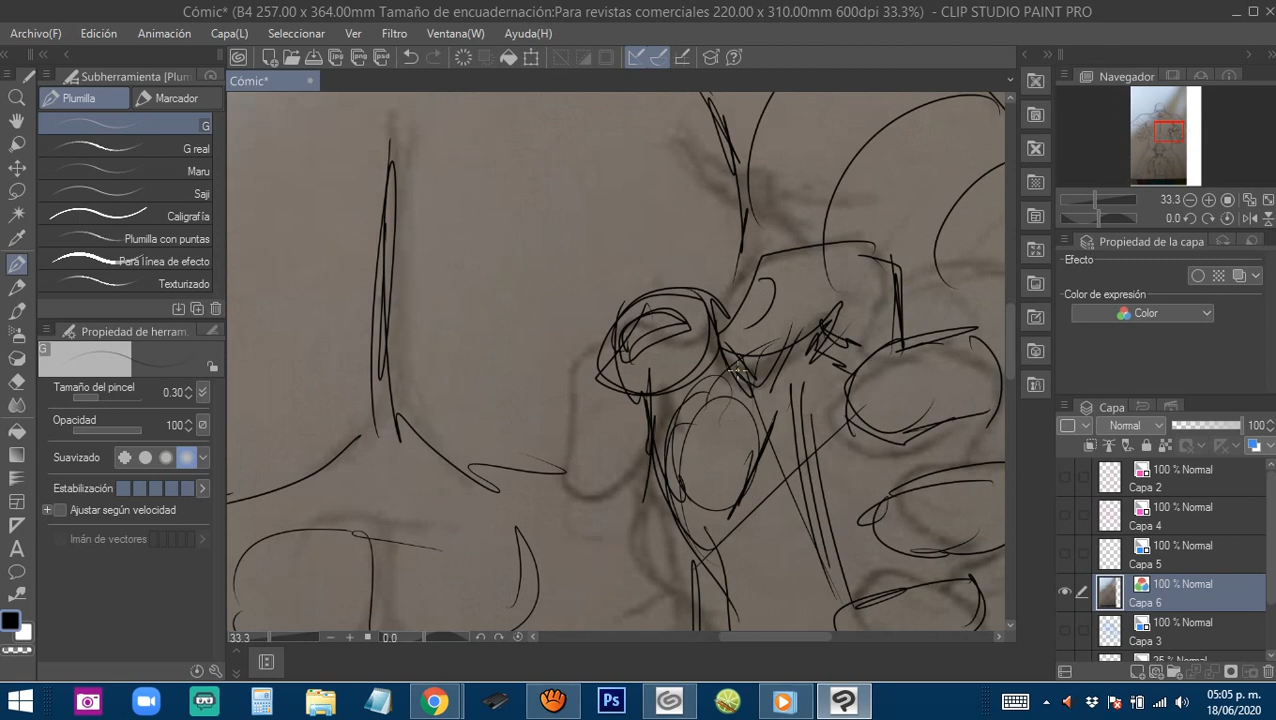 Cómic* (B4 257.00 x 364.00mm Tamaño de encuadernación:Para revistas comerciales 220.00 x 310.00mm 600dpi 33.3%) - CLIP STUDIO PAINT PRO
Archivo(F) Edición Animación Capa(L) Seleccionar Ver Filtro Ventana(W) Ayuda(H)
Subherramienta (Plum
Plumilla Marcador
G
G real
Maru
Saji
Caligrafía
Plumilla con puntas
Para línea de efecto
Texturizado
Propiedad de herram
G
Tamaño del pincel 0.30
Opacidad 100
Suavizado
Estabilización
Ajustar según velocidad
Imán de vectores
Cómic*
33.3 0.0
Navegador
33.3
0.0
Propiedad de la capa
Efecto
Color de expresión
Color
Capa
Normal 100
100 % Normal
Capa 2
100 % Normal
Capa 4
100 % Normal
Capa 5
100 % Normal
Capa 6
100 % Normal
Capa 3
Ps
05:05 p. m.
18/06/2020